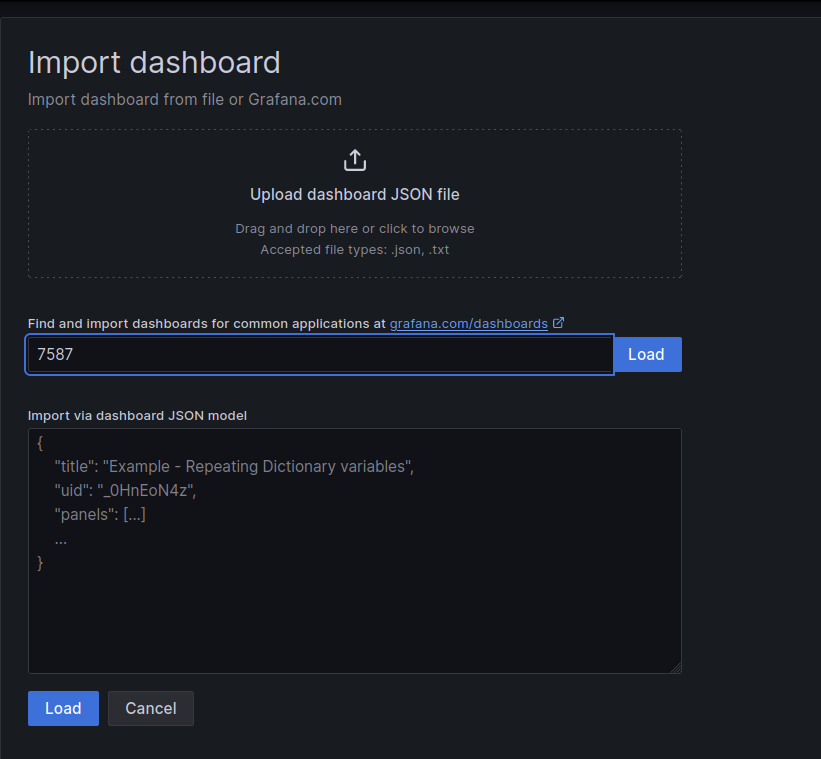 Import dashboard
Import dashboard from file or Grafana.com
Upload dashboard JSON file
Drag and drop here or click to browse
Accepted file types: .json, .txt
Find and import dashboards for common applications at grafana.com/dashboards
7587
Load
Import via dashboard JSON model
{
"title": "Example - Repeating Dictionary variables",
"uid": "_0HnEoN4z",
"panels": [...]
...
}
Load
Cancel